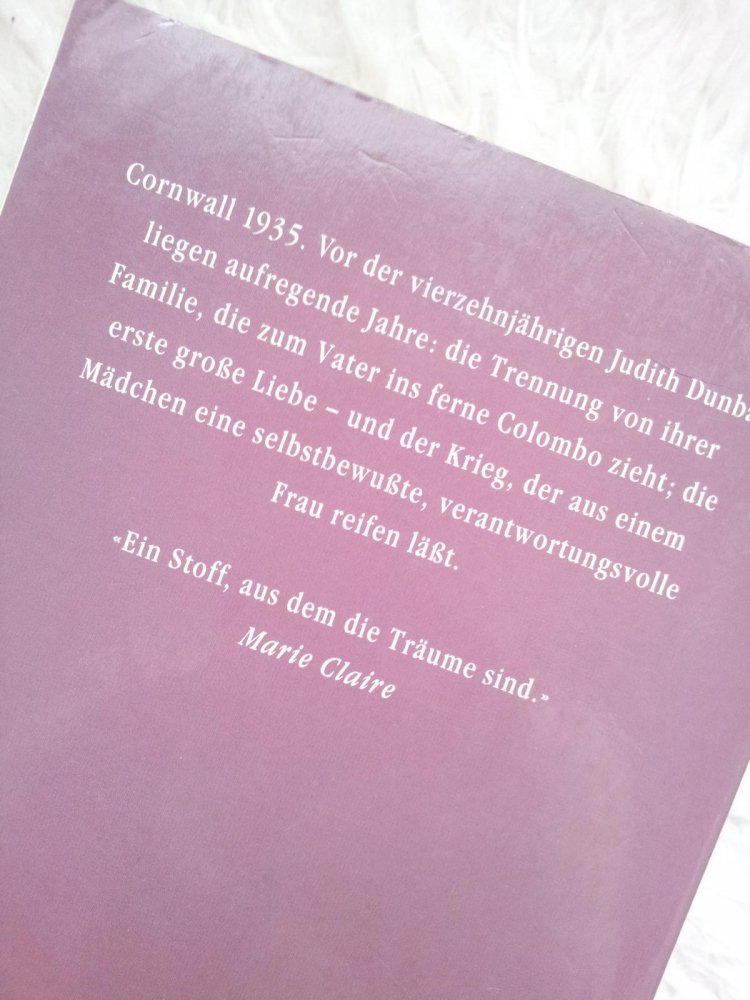 Cornwall 1935. Vor der vierzehnjährigen Judith Dunba
liegen aufregende Jahre: die Trennung von ihrer
Familie, die zum Vater ins ferne Colombo zieht; die
erste große Liebe – und der Krieg, der aus einem
Mädchen eine selbstbewußte, verantwortungsvolle
Frau reifen läßt.
«Ein Stoff, aus dem die Träume sind.»
Marie Claire